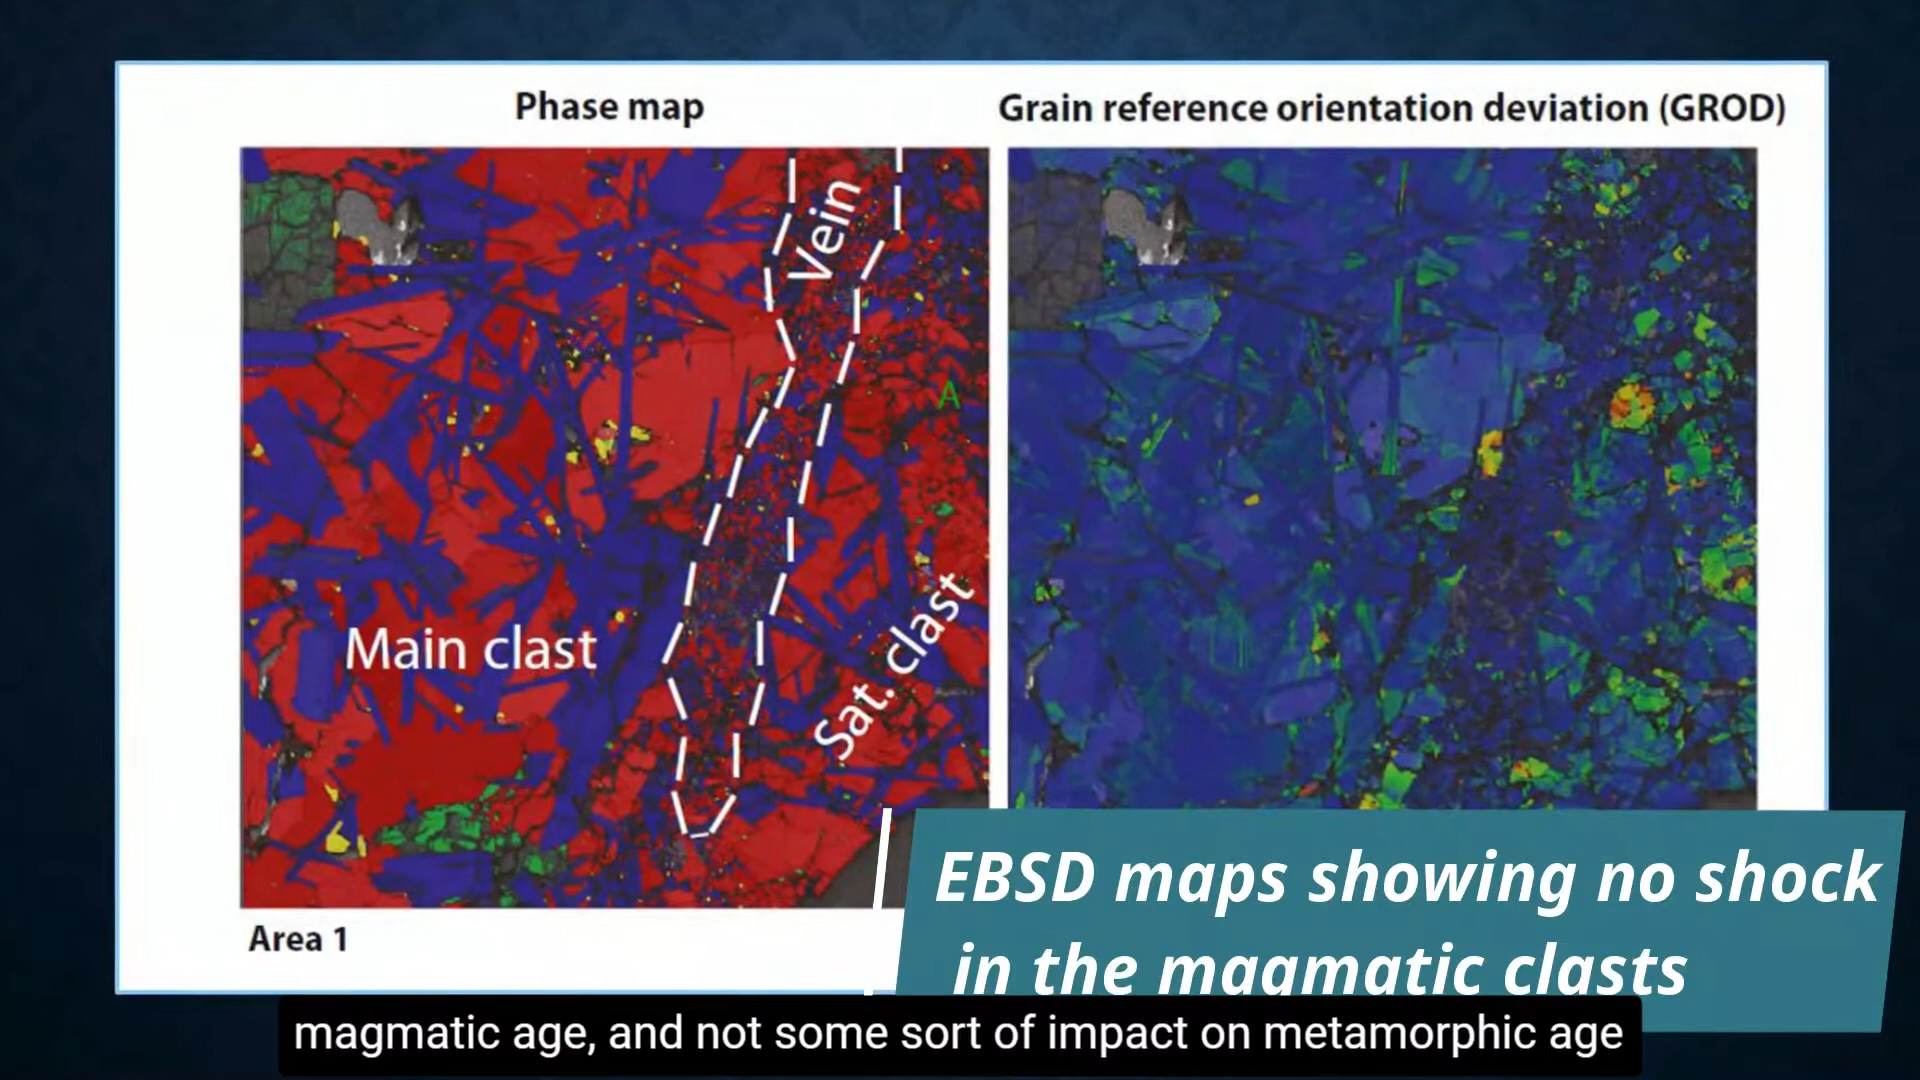 Phase map
Grain reference orientation deviation (GROD)
Vein
A
Main clast
Sat. clast
Area 1
EBSD maps showing no shock
in the magmatic clasts
magmatic age, and not some sort of impact on metamorphic age